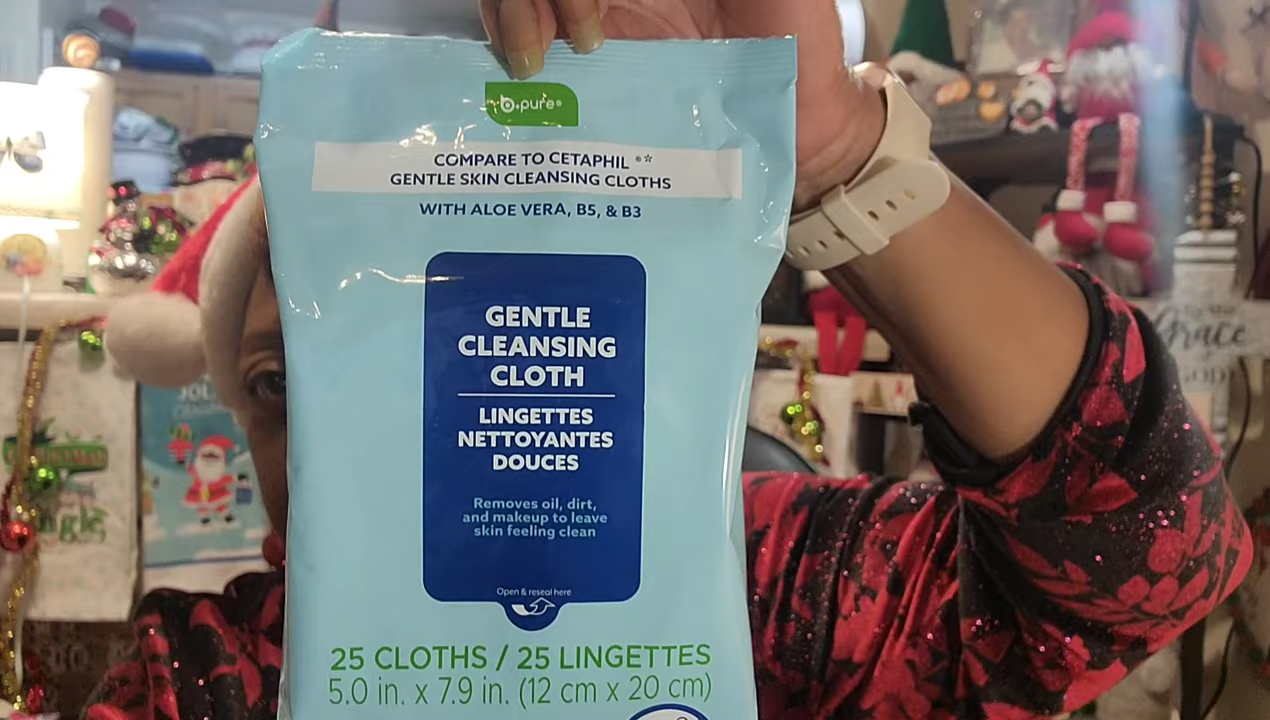 b.pure®
COMPARE TO CETAPHIL ®*
GENTLE SKIN CLEANSING CLOTHS
WITH ALOE VERA, B5, & B3
GENTLE
CLEANSING
CLOTH
LINGETTES
NETTOYANTES
DOUCES
Removes oil, dirt,
and makeup to leave
skin feeling clean
Open & reseal here
25 CLOTHS / 25 LINGETTES
5.0 in. x 7.9 in. (12 cm x 20 cm)
Grace
GOD